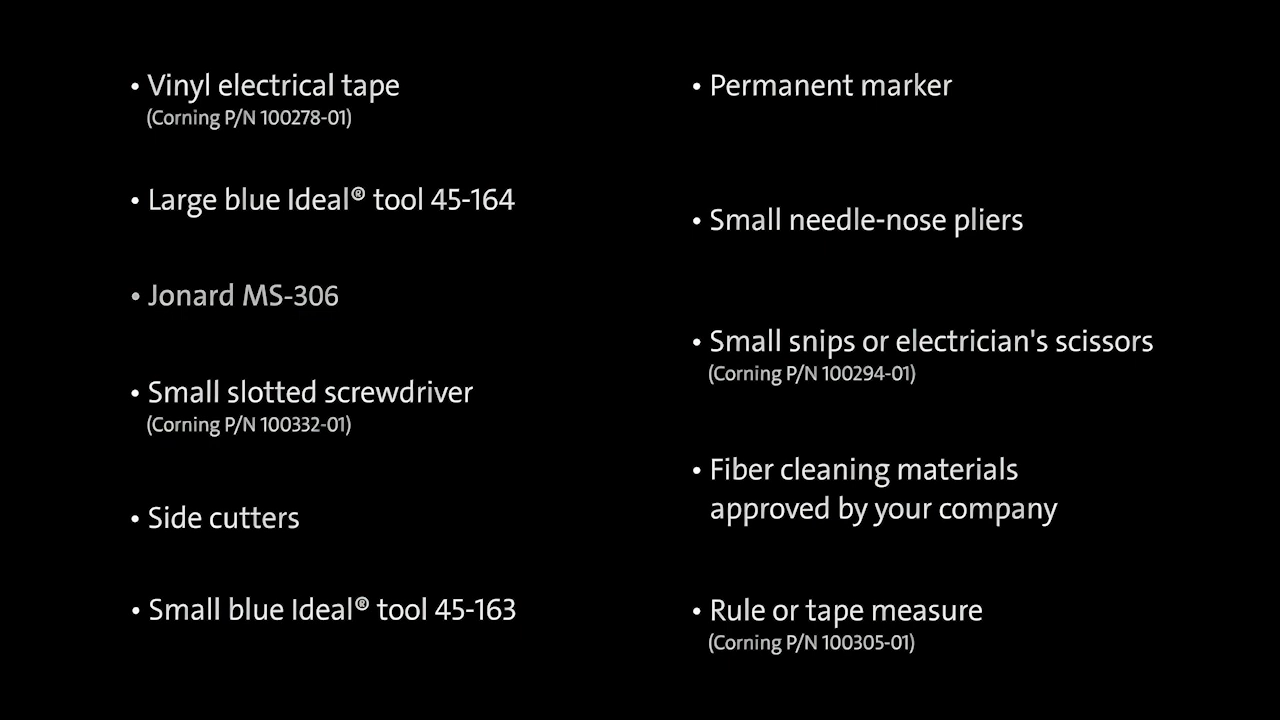 • Vinyl electrical tape
(Corning P/N 100278-01)
• Large blue Ideal® tool 45-164
• Jonard MS-306
• Small slotted screwdriver
(Corning P/N 100332-01)
• Side cutters
• Small blue Ideal® tool 45-163
• Permanent marker
• Small needle-nose pliers
• Small snips or electrician's scissors
(Corning P/N 100294-01)
• Fiber cleaning materials
approved by your company
• Rule or tape measure
(Corning P/N 100305-01)